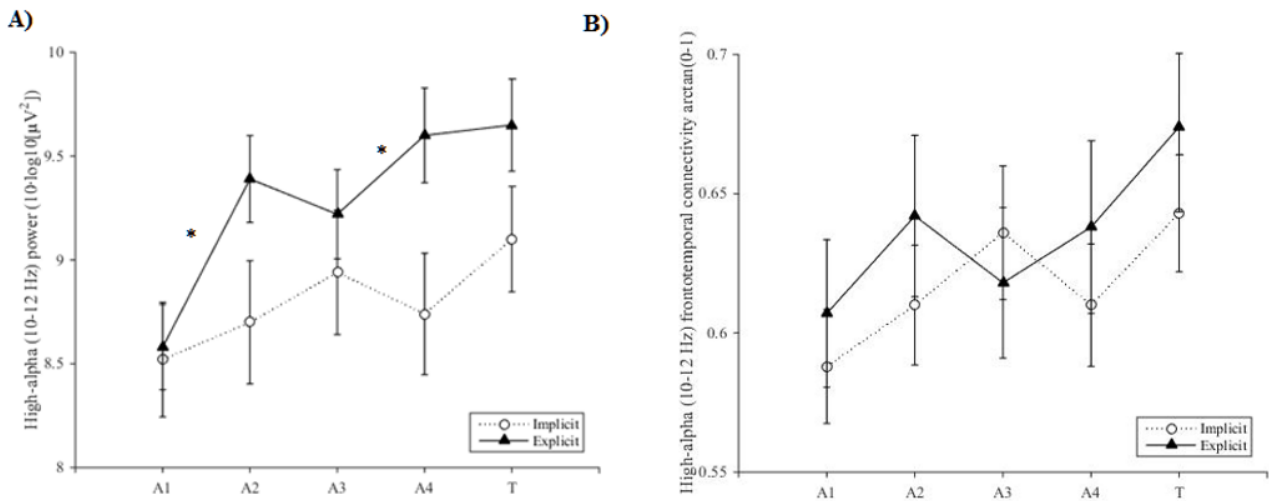 A)
High-alpha (10-12 Hz) power (10·log10[μV²])
10
9.5
9
8.5
8
A1 A2 A3 A4 T
*
*
Implicit
Explicit
B)
High-alpha (10-12 Hz) frontotemporal connectivity arctan(0-1)
0.7
0.65
0.6
0.55
A1 A2 A3 A4 T
Implicit
Explicit